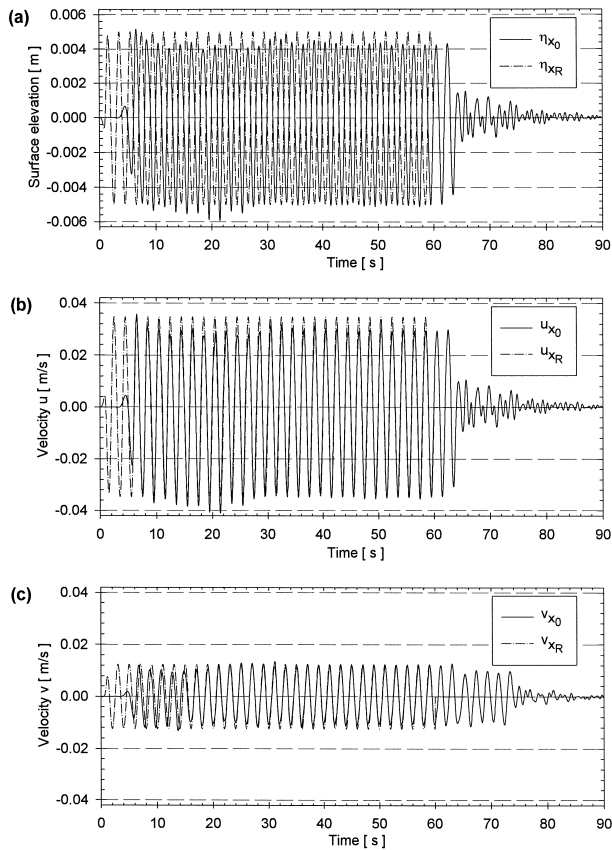 (a)
0.006
0.004
0.002
0.000
-0.002
-0.004
-0.006
Surface elevation [ m ]
ηx0
ηxR
0 10 20 30 40 50 60 70 80 90
Time [ s ]
(b)
0.04
0.02
0.00
-0.02
-0.04
Velocity u [ m/s ]
ux0
uxR
0 10 20 30 40 50 60 70 80 90
Time [ s ]
(c)
0.04
0.02
0.00
-0.02
-0.04
Velocity v [ m/s ]
vx0
vxR
0 10 20 30 40 50 60 70 80 90
Time [ s ]